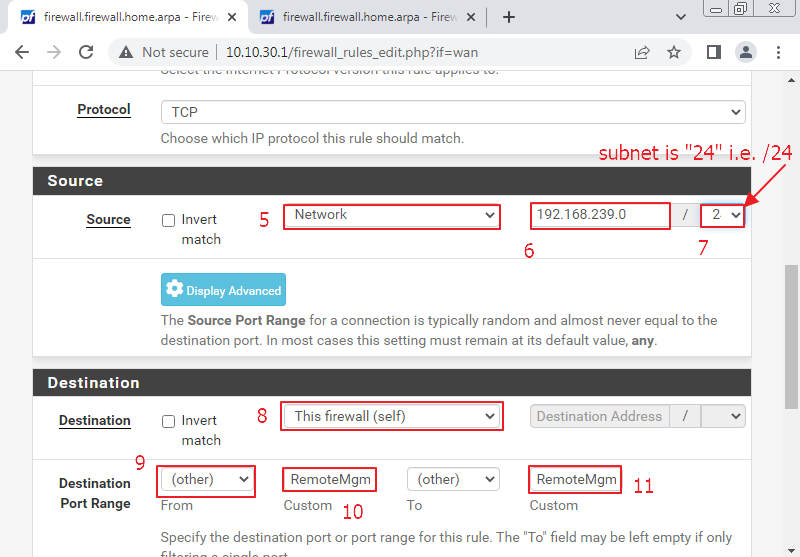 firewall.firewall.home.arpa - Firew
firewall.firewall.home.arpa - Firew
Not secure
10.10.30.1/firewall_rules_edit.php?if=wan
Select the Internet Protocol version this rule applies to.
Protocol
TCP
Choose which IP protocol this rule should match.
subnet is "24" i.e. /24
Source
Source
Invert match
5
Network
192.168.239.0
/
2
6
7
Display Advanced
The Source Port Range for a connection is typically random and almost never equal to the
destination port. In most cases this setting must remain at its default value, any.
Destination
Destination
Invert match
8
This firewall (self)
Destination Address
/
9
Destination Port Range
(other)
RemoteMgm
(other)
RemoteMgm
11
From
Custom
10
To
Custom
Specify the destination port or port range for this rule. The "To" field may be left empty if only
filtering a single port.